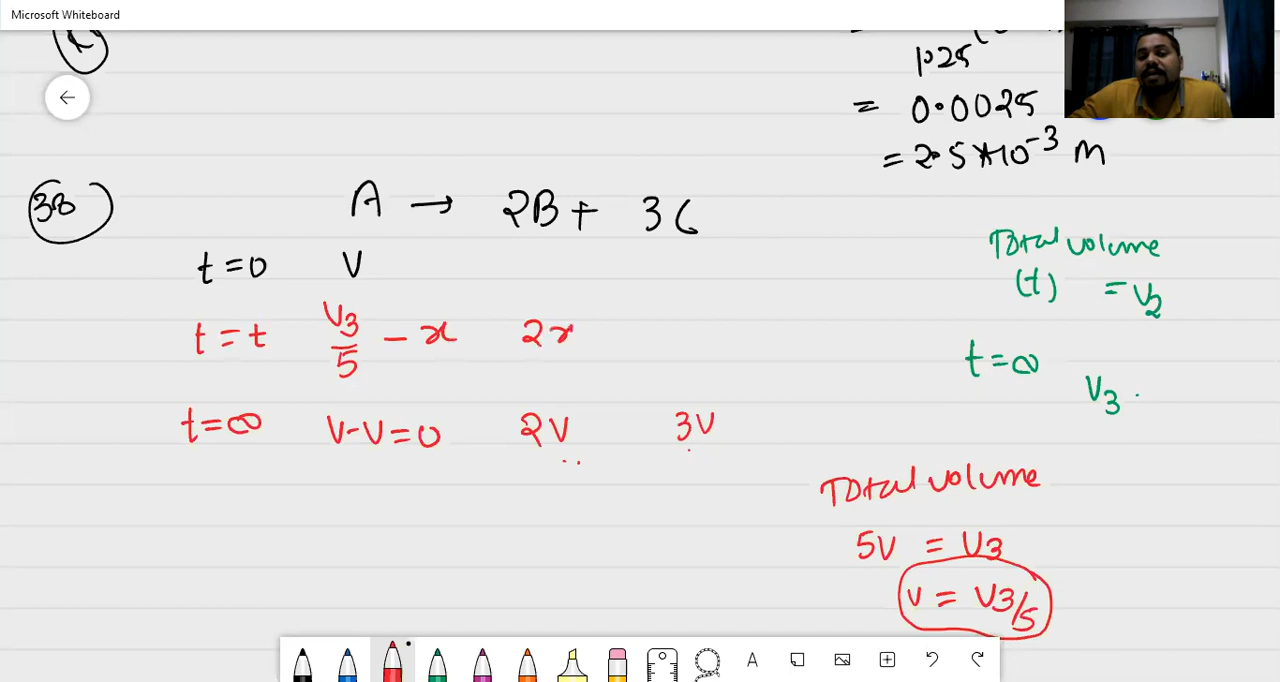 Microsoft Whiteboard
1.25
= 0.0025
= 2.5*10⁻³ M
38
A → 2B + 3C
t=0 V
t=t V3/5 - x 2x
t=∞ V-V=0 2V 3V
Total volume
(t) = V2
t=∞
V3
Total volume
5V = V3
V = V3/5
A